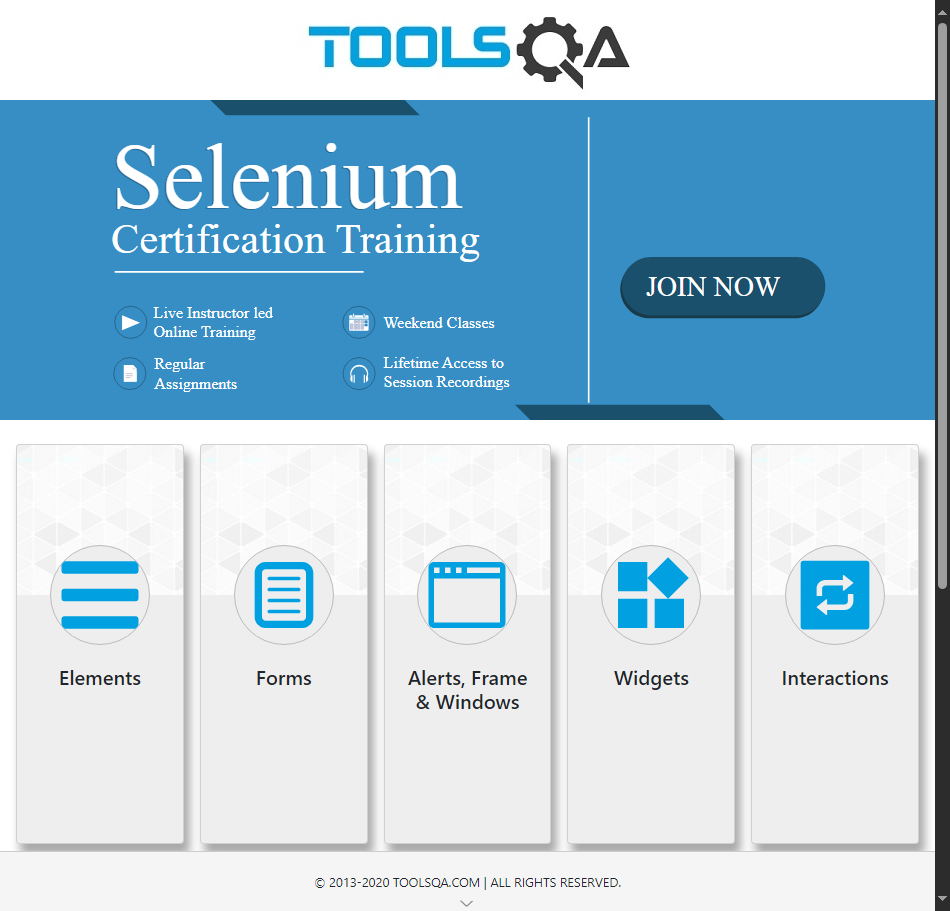 TOOLSQA
Selenium
Certification Training
Live Instructor led
Online Training
Weekend Classes
Regular
Assignments
Lifetime Access to
Session Recordings
JOIN NOW
Elements
Forms
Alerts, Frame
& Windows
Widgets
Interactions
© 2013-2020 TOOLSQA.COM | ALL RIGHTS RESERVED.